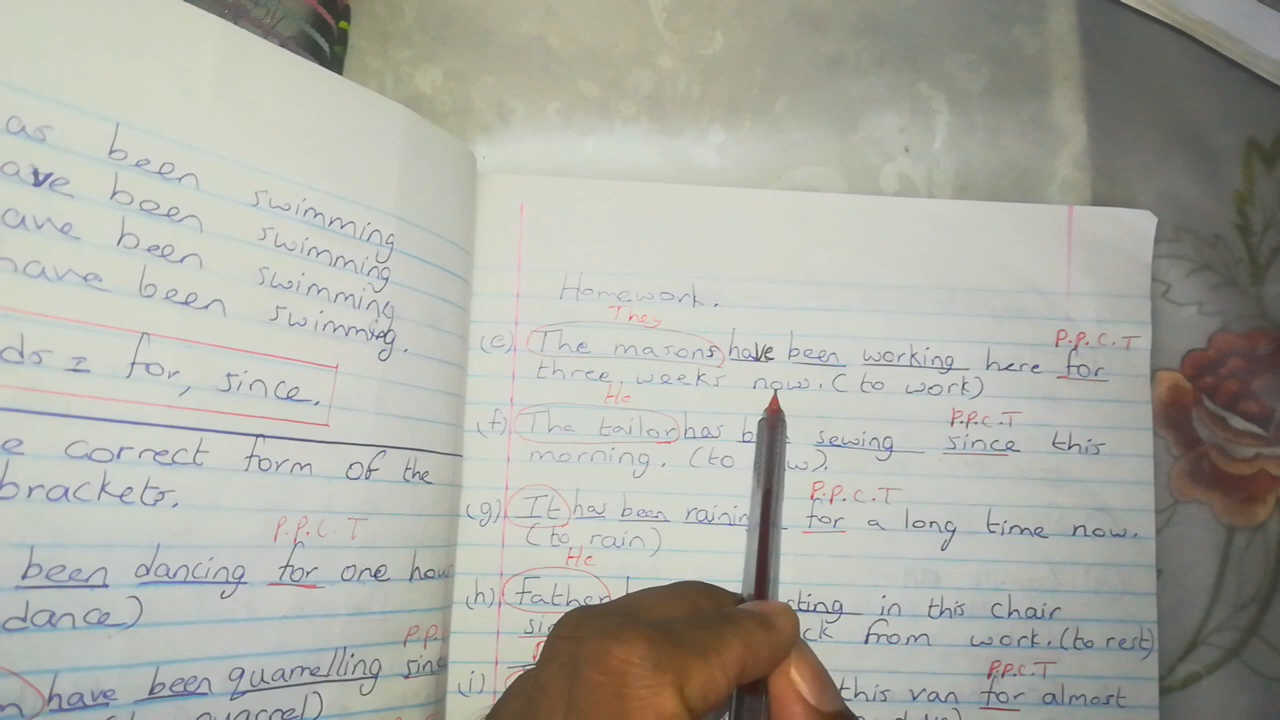 as been swimming
ave been swimming
ave been swimming
have been swimming.
ds = for, since.
e correct form of the
brackets.
P.P.C.T
been dancing for one hou
dance)
P.P.
have been quarrelling sinc
quarrel)
Homework.
They
P.P.C.T
(e) The masons have been working here for
three weeks now. (to work)
He
P.P.C.T
(f) The tailor has b sewing since this
morning. (to w).
P.P.C.T
(g) It has been rainin for a long time now.
(to rain)
He
(h) Father ting in this chair
si ck from work. (to rest)
P.P.C.T
(i) this van for almost